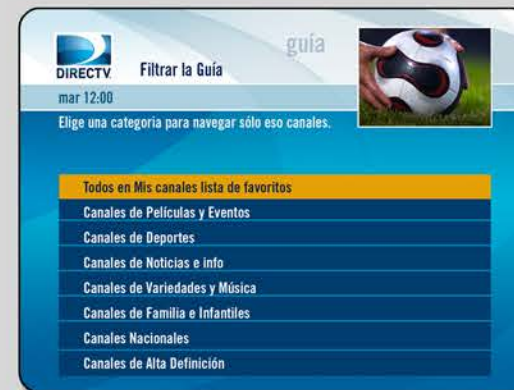 guía
DIRECTV
Filtrar la Guía
mar 12:00
Elige una categoria para navegar sólo eso canales.
Todos en Mis canales lista de favoritos
Canales de Películas y Eventos
Canales de Deportes
Canales de Noticias e info
Canales de Variedades y Música
Canales de Familia e Infantiles
Canales Nacionales
Canales de Alta Definición